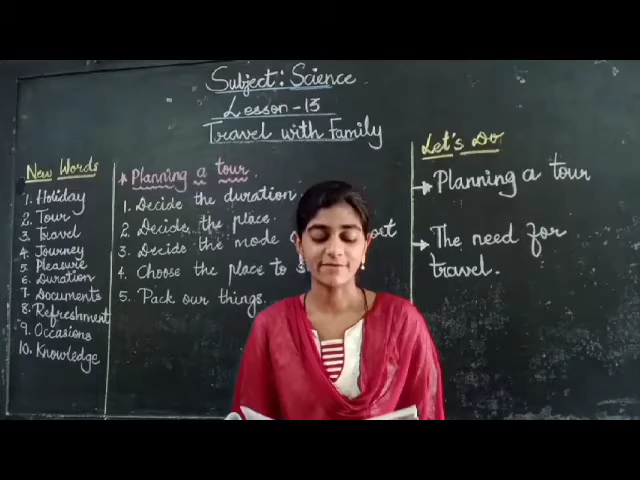 Subject: Science
Lesson-13
Travel with Family
New Words
1. Holiday
2. Tour
3. Travel
4. Journey
5. Pleasure
6. Duration
7. Documents
8. Refreshment
9. Occasions
10. Knowledge
Planning a tour.
1. Decide the duration
2. Decide the place.
3. Decide the mode
4. Choose the place to
5. Pack our things.
Let's Do
Planning a tour
The need for
travel.